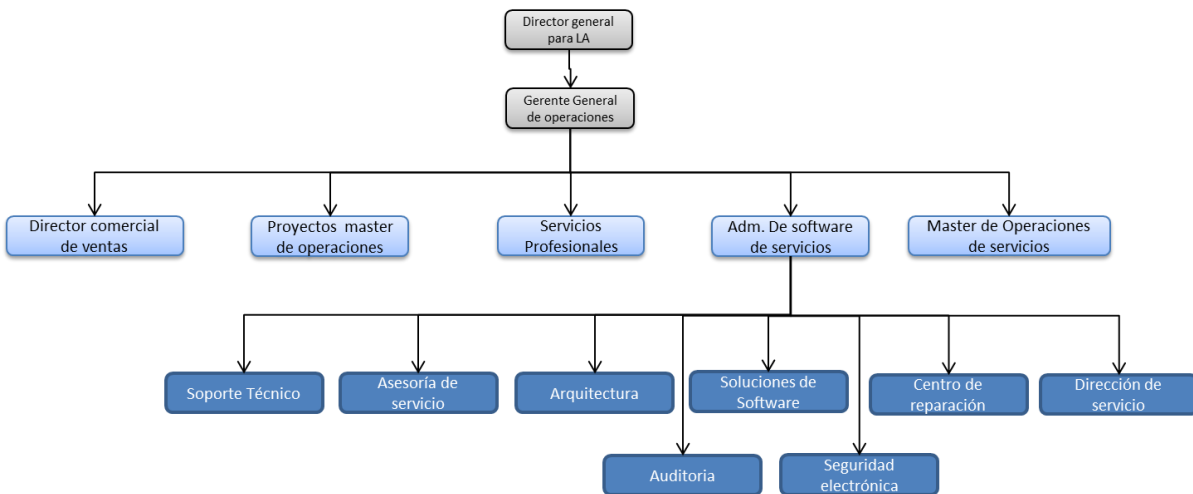 Director general
para LA
Gerente General
de operaciones
Director comercial
de ventas
Proyectos master
de operaciones
Servicios
Profesionales
Adm. De software
de servicios
Master de Operaciones
de servicios
Soporte Técnico
Asesoría de
servicio
Arquitectura
Soluciones de
Software
Centro de
reparación
Dirección de
servicio
Auditoria
Seguridad
electrónica